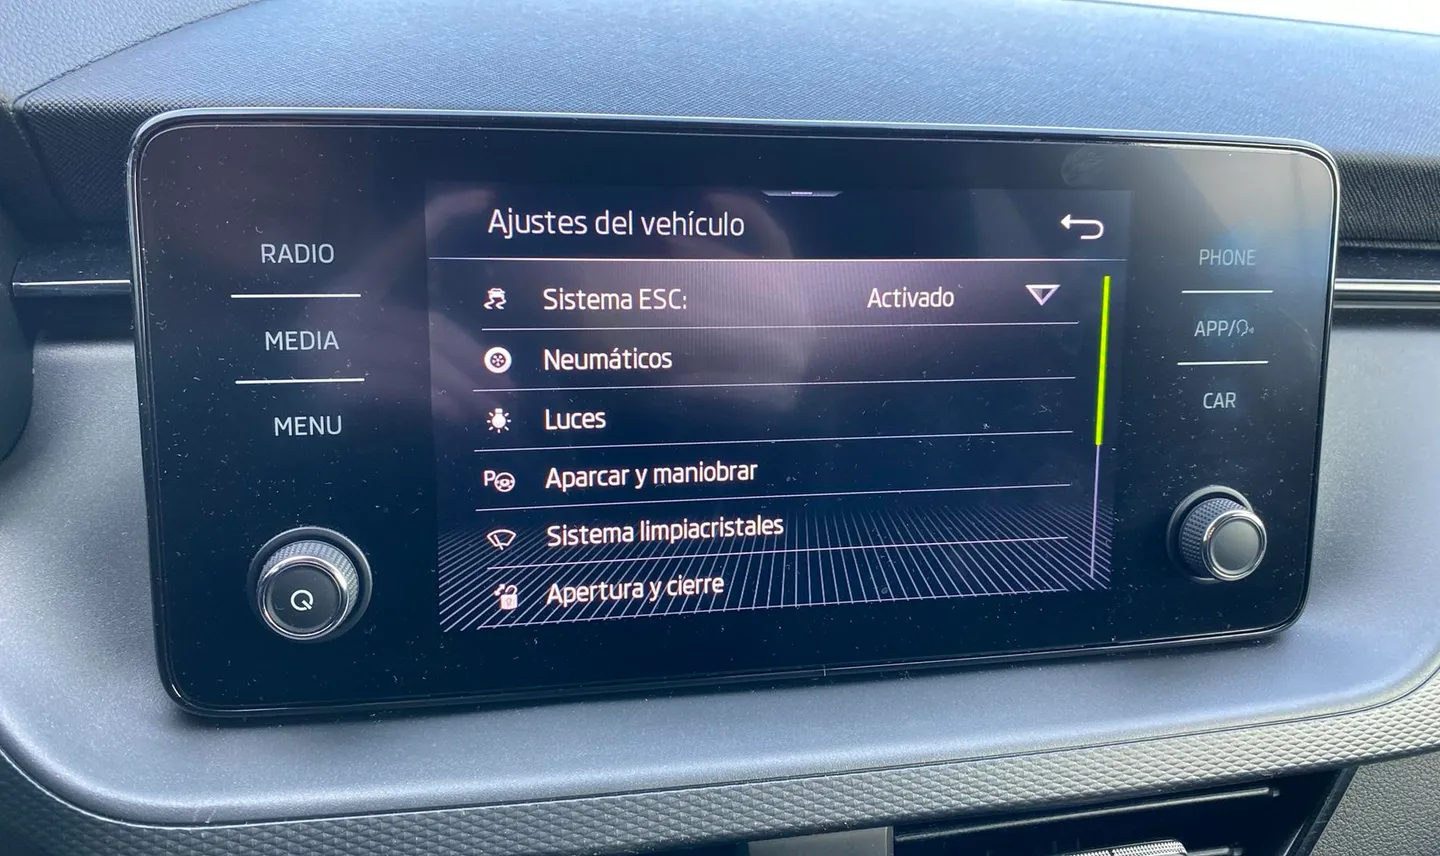 Ajustes del vehículo
RADIO
MEDIA
MENU
Sistema ESC: Activado
Neumáticos
Luces
P
Aparcar y maniobrar
Sistema limpiacristales
Apertura y cierre
PHONE
APP/
CAR